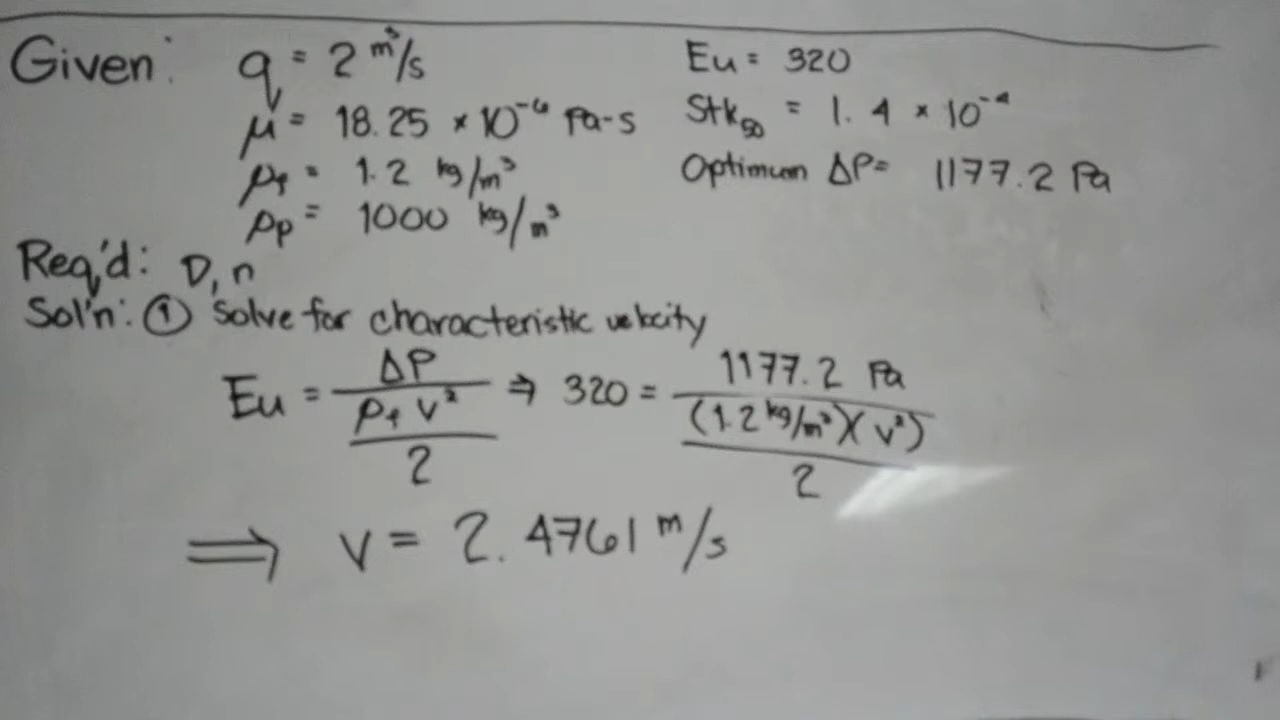 Given: q = 2 m³/s
μ = 18.25 × 10⁻⁶ Pa-s
ρf = 1.2 kg/m³
ρp = 1000 kg/m³
Eu = 320
Stk₅₀ = 1.4 × 10⁻⁴
Optimum ΔP = 1177.2 Pa
Req'd: D, n
Sol'n: ① Solve for characteristic velocity
Eu = ΔP / (ρf v² / 2) ⇒ 320 = 1177.2 Pa / ((1.2 kg/m³)(v²) / 2)
⟹ v = 2.4761 m/s